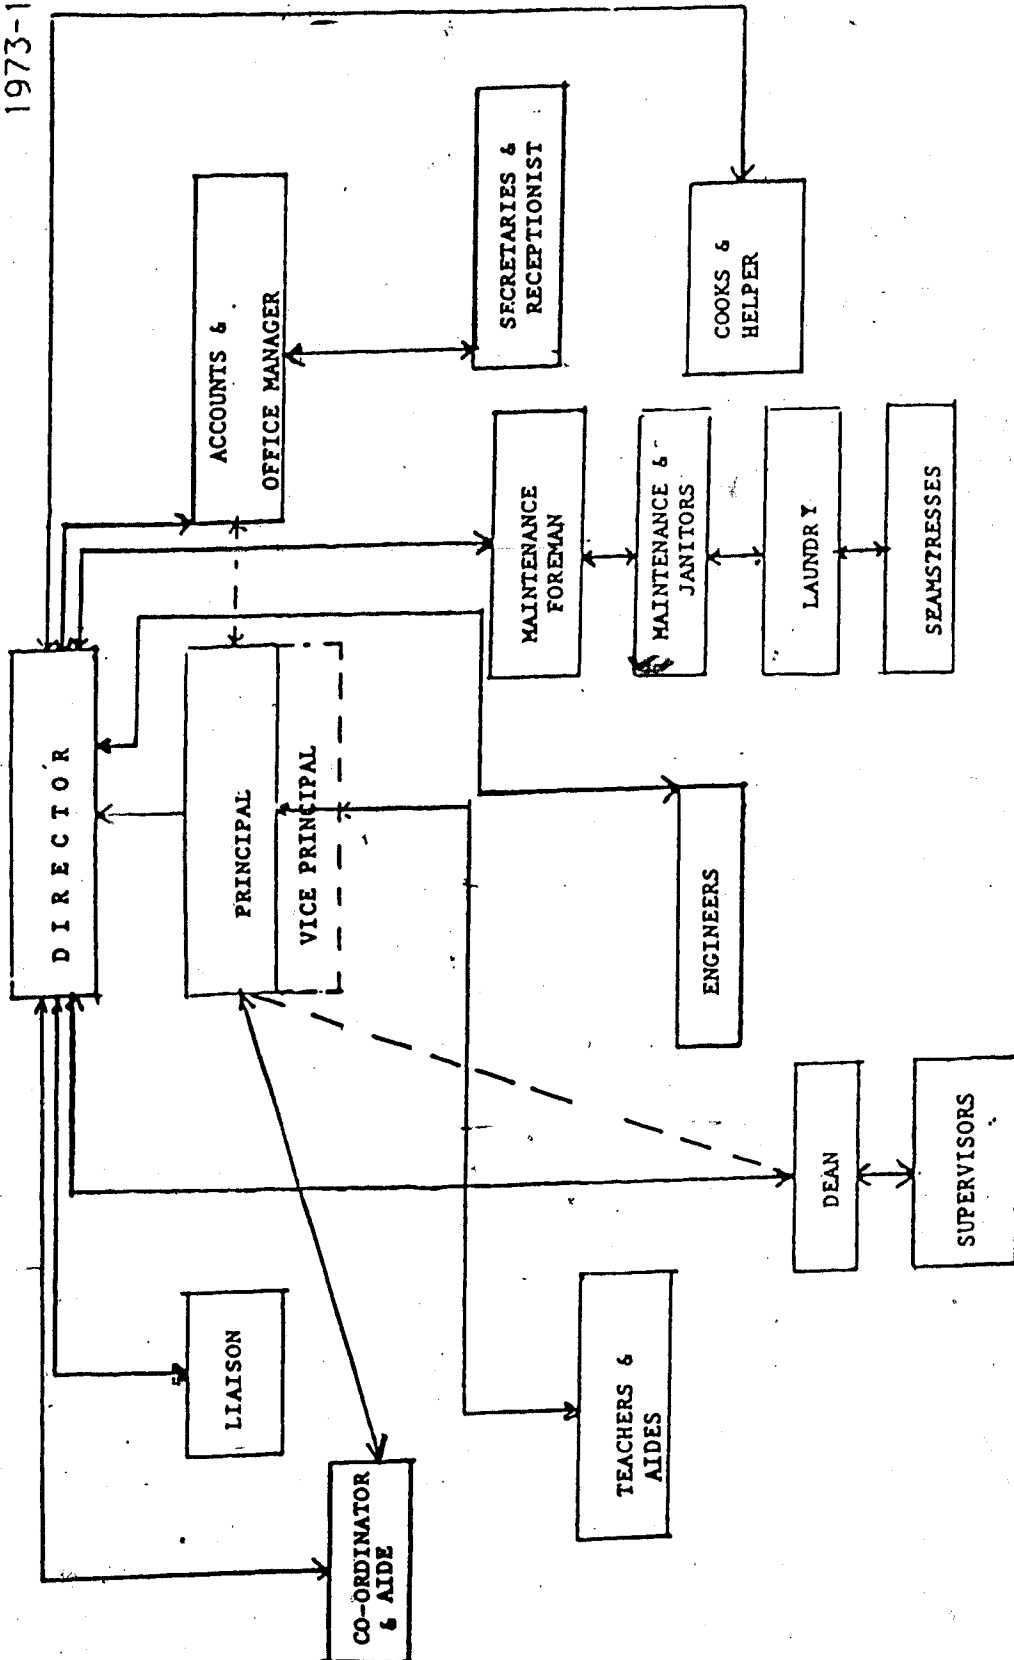 1973-1
D I R E C T O R
ACCOUNTS &
OFFICE MANAGER
PRINCIPAL
VICE PRINCIPAL
LIAISON
CO-ORDINATOR
& AIDE
SECRETARIES &
RECEPTIONIST
MAINTENANCE
FOREMAN
MAINTENANCE &
JANITORS
LAUNDRY
SEAMSTRESSES
COOKS &
HELPER
ENGINEERS
TEACHERS &
AIDES
DEAN
SUPERVISORS